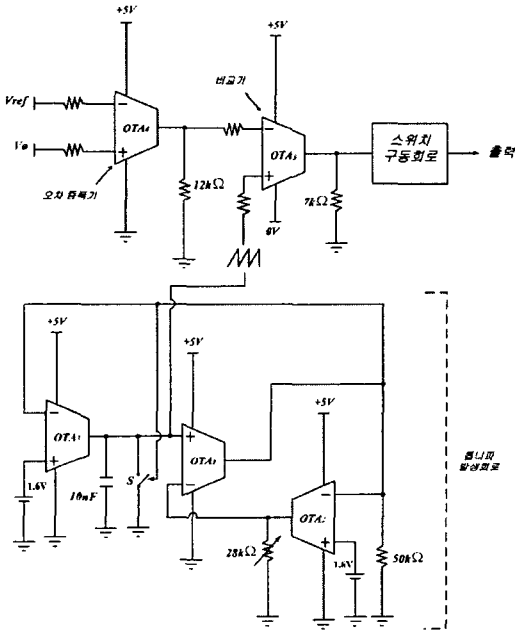 +5V
+5V
비교기
Vref
−
OTA4
Vo
+
오차 증폭기
12kΩ
−
OTA5
+
0V
7kΩ
스위치
구동회로
출력
+5V
+5V
+5V
−
OTA1
+
1.6V
10nF
S
+
OTA3
−
28kΩ
−
OTA2
+
1.6V
50kΩ
톱니파
발생회로